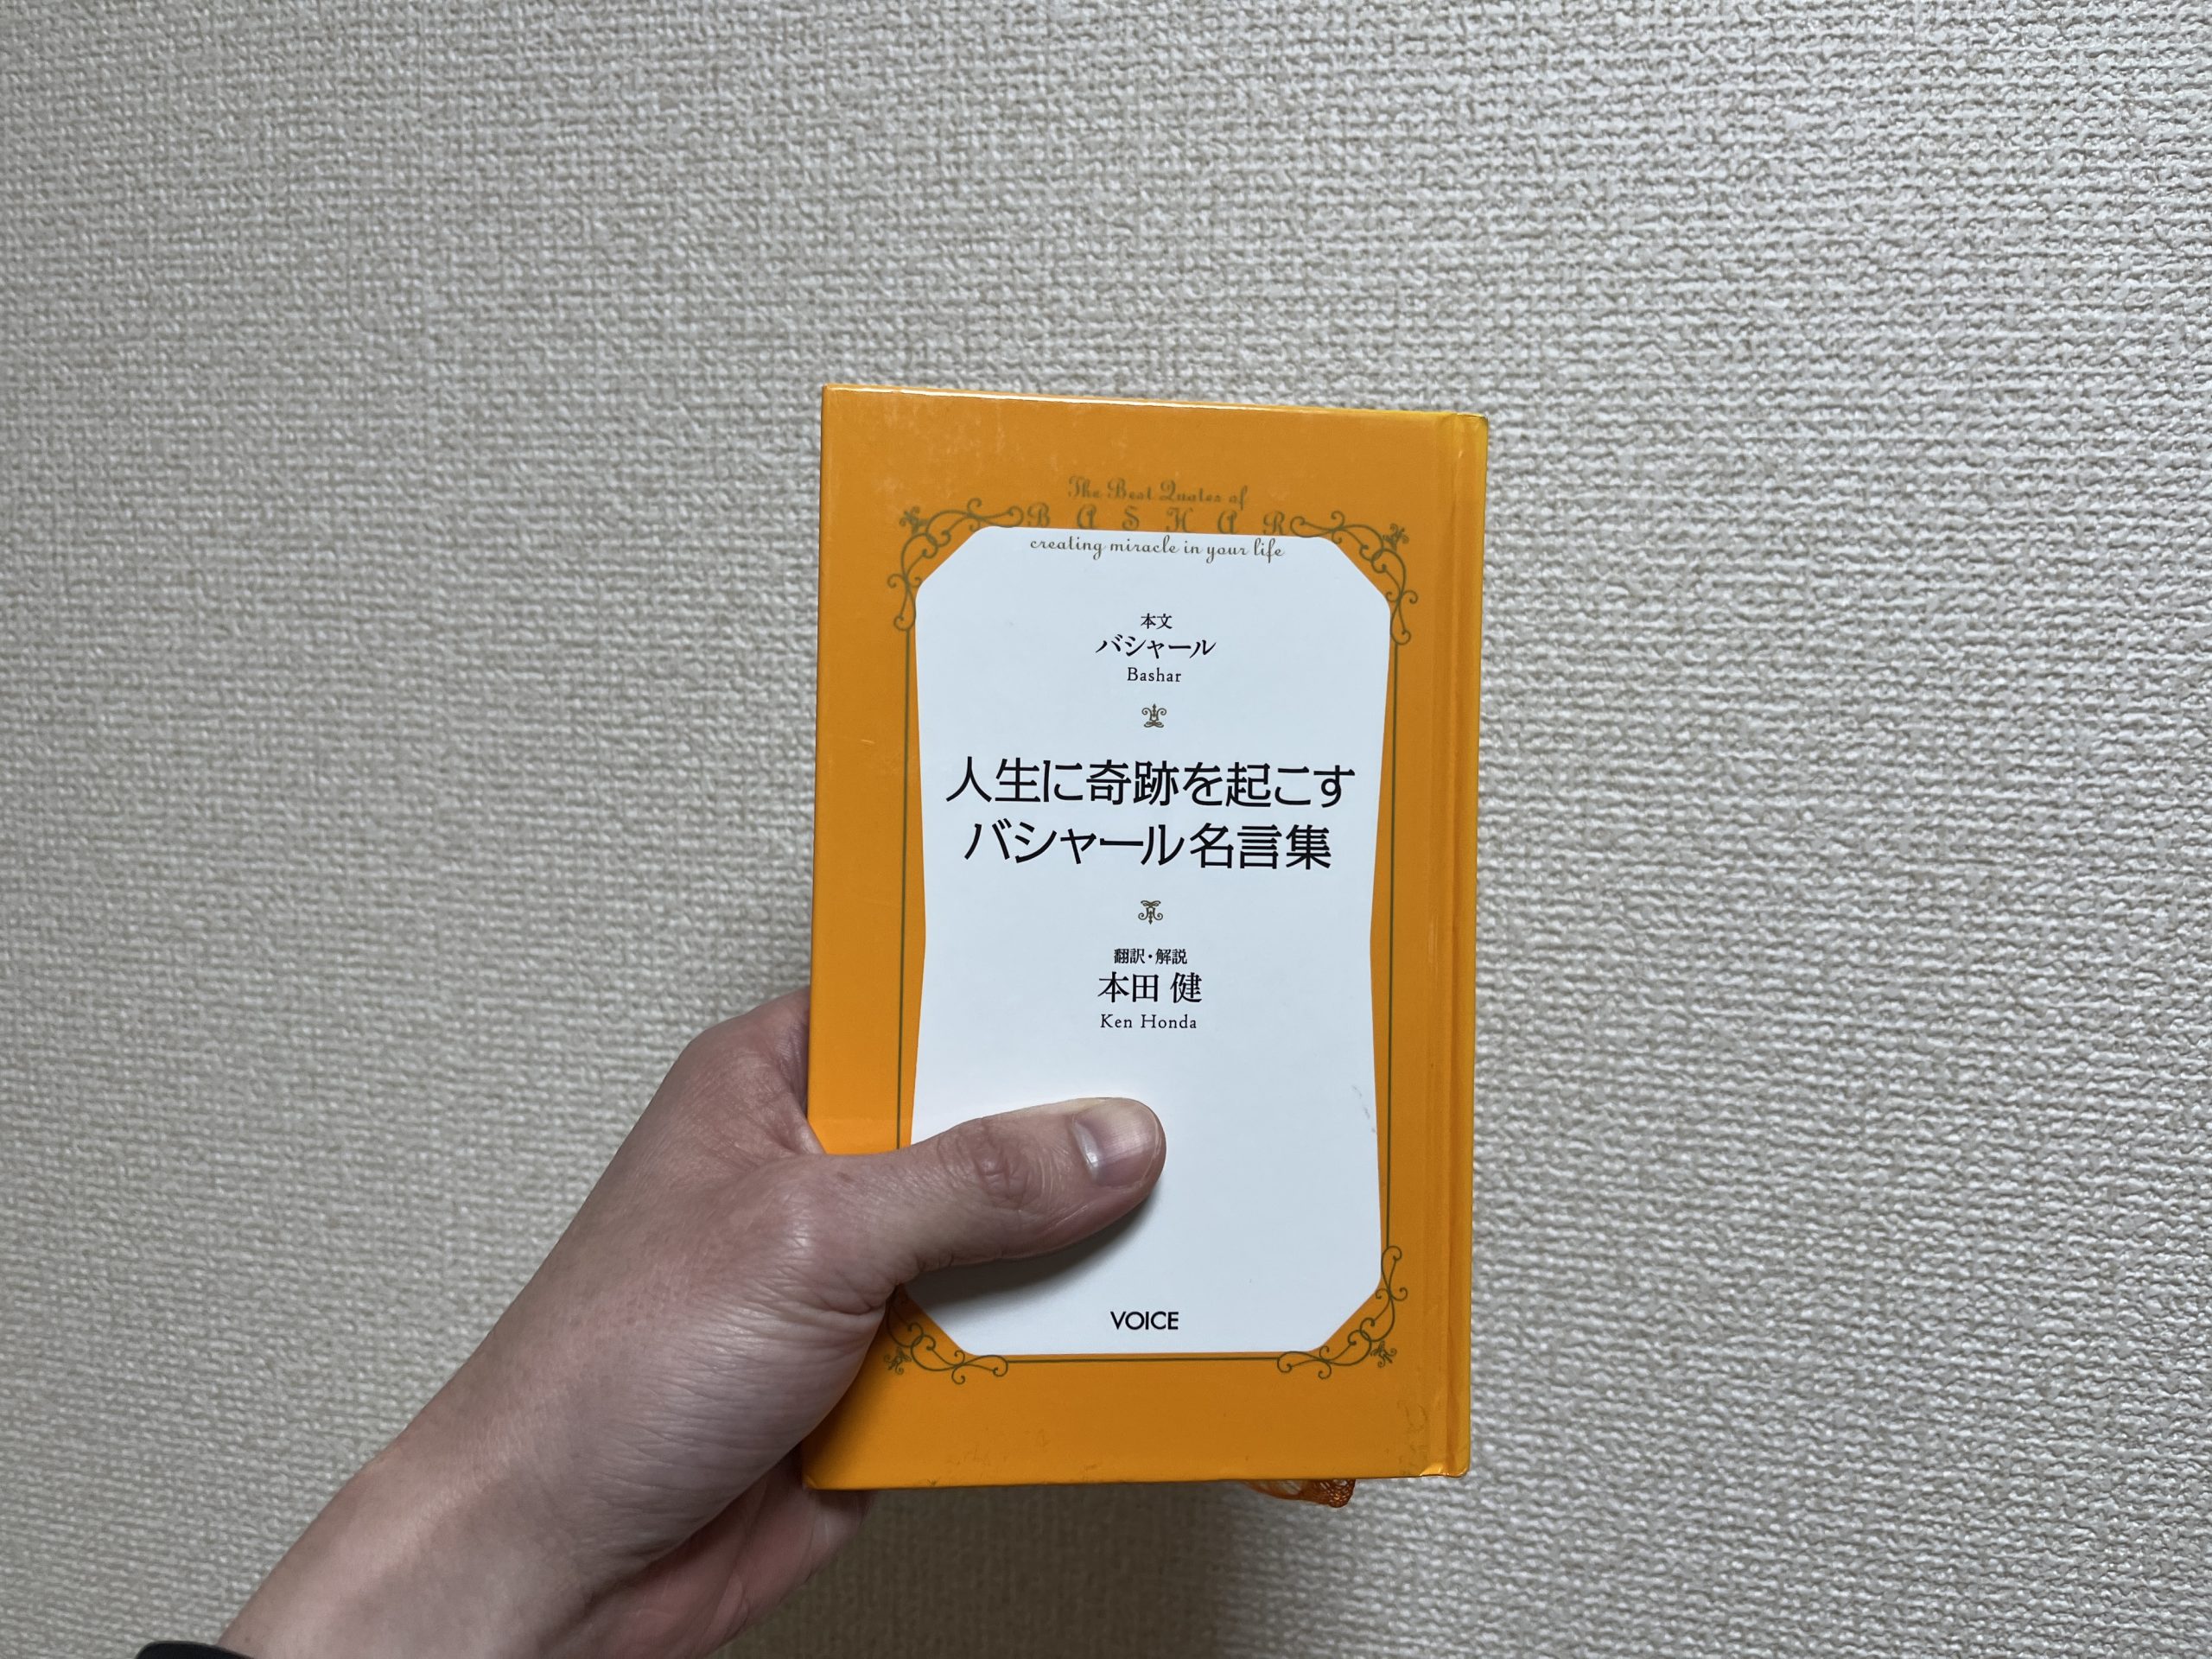 The Best Quotes of
BASHAR
creating miracle in your life
本文
バシャール
Bashar
人生に奇跡を起こす
バシャール名言集
翻訳・解説
本田 健
Ken Honda
VOICE